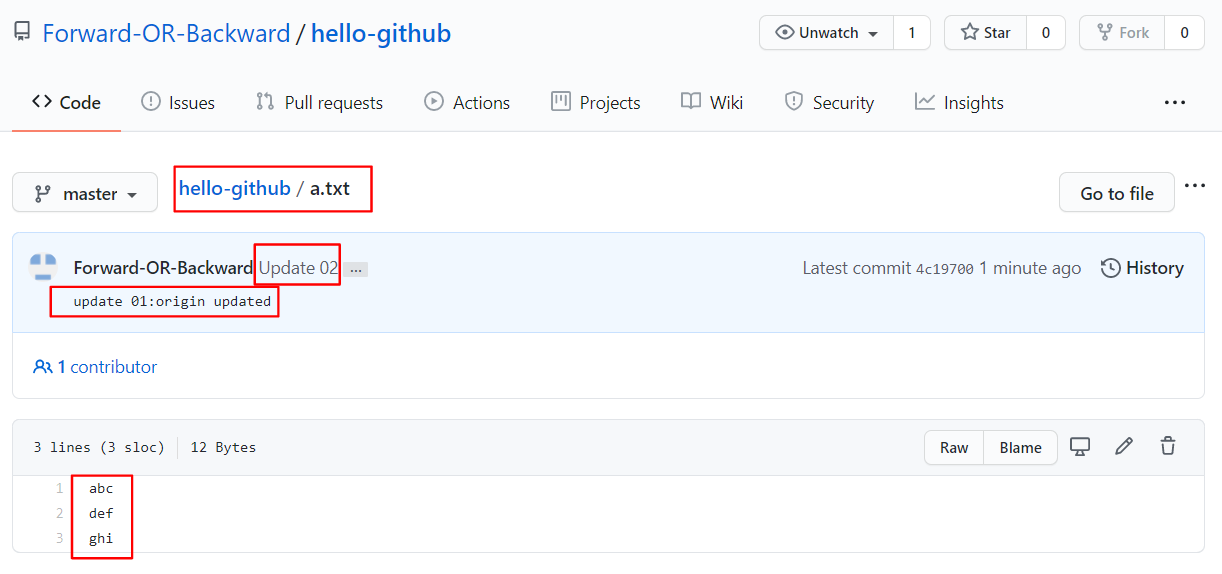 Forward-OR-Backward / hello-github Unwatch 1 Star 0 Fork 0
Code Issues Pull requests Actions Projects Wiki Security Insights ...
master hello-github / a.txt Go to file ...
Forward-OR-Backward Update 02 ... Latest commit 4c19700 1 minute ago History
update 01:origin updated
1 contributor
3 lines (3 sloc) 12 Bytes Raw Blame
1 abc
2 def
3 ghi